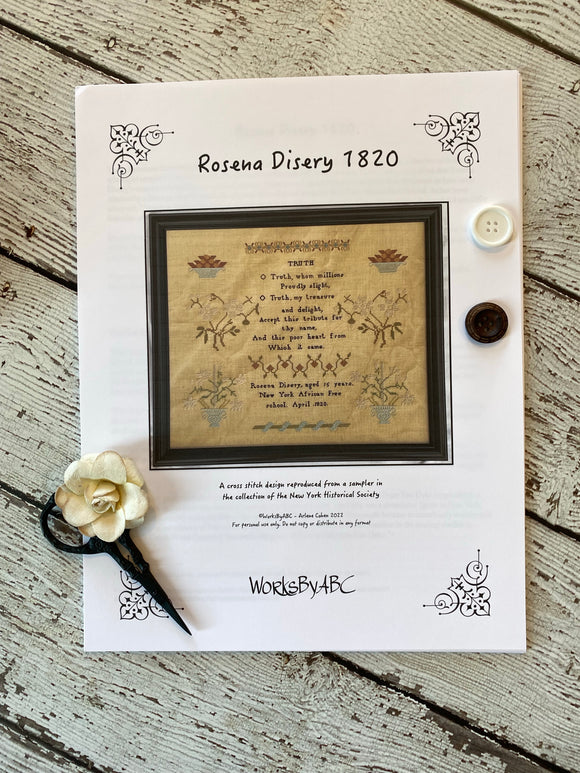 Rosena Disery 1820
TRUTH
O Truth, whom millions
Proudly slight,
O Truth, my treasure
and delight,
Accept this tribute for
thy name,
And this poor heart from
Which it came.
Rosena Disery, aged 15 years.
New York African Free
school. April .1820.
A cross stitch design reproduced from a sampler in
the collection of the New York Historical Society
©WorksByABC - Arlene Cohen 2022
For personal use only. Do not copy or distribute in any format
WORKSBYABC